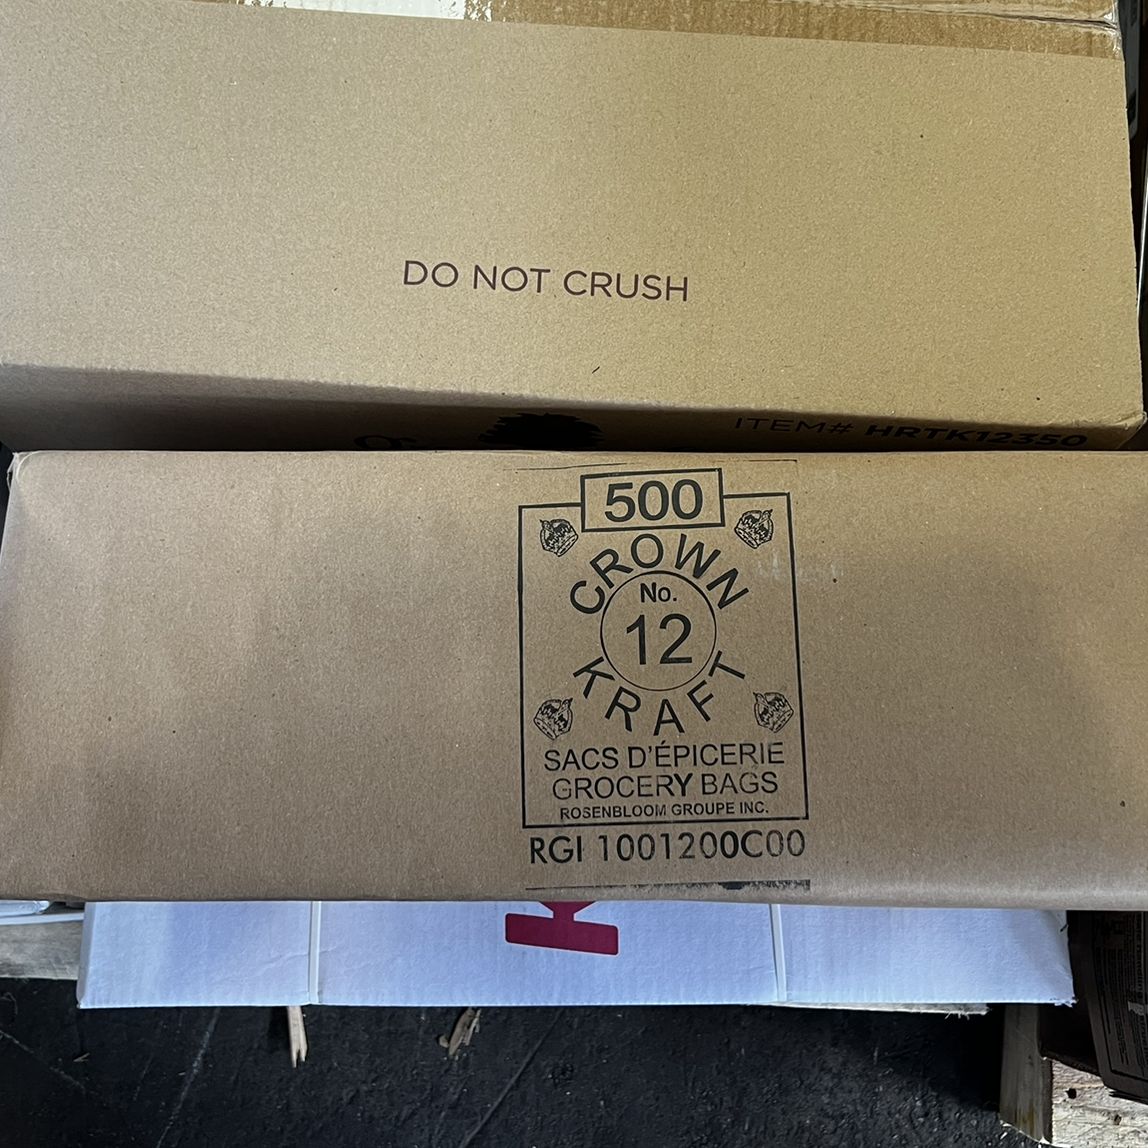 DO NOT CRUSH
ITEM# HRTK12350
500
CROWN
No.
12
KRAFT
SACS D'ÉPICERIE
GROCERY BAGS
ROSENBLOOM GROUPE INC.
RGI 1001200C00